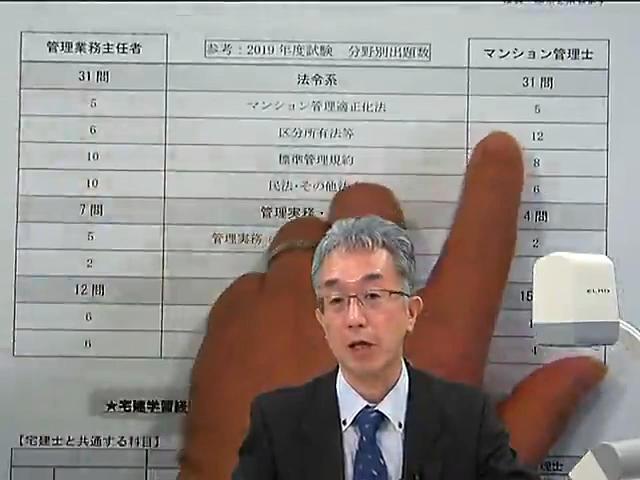 管理業務主任者 参考：2019年度試験 分野別出題数 マンション管理士
31問 法令系 31問
5 マンション管理適正化法 5
6 区分所有法等 12
10 標準管理規約 8
10 民法・その他法 6
7問 管理実務・ 4問
5 管理実務 2
2
12問 15
6
6 4
★宅建学習経
【宅建士と共通する科目】
理士
ELMO